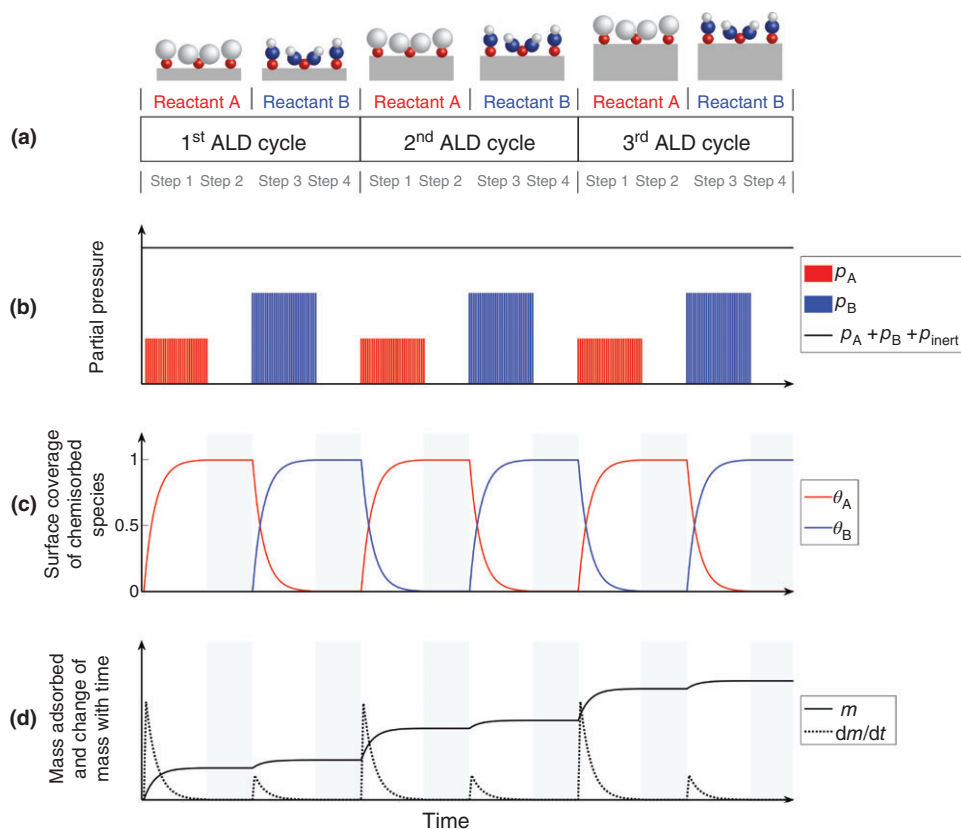 Reactant A Reactant B Reactant A Reactant B Reactant A Reactant B
(a)
1st ALD cycle 2nd ALD cycle 3rd ALD cycle
Step 1 Step 2 Step 3 Step 4 Step 1 Step 2 Step 3 Step 4 Step 1 Step 2 Step 3 Step 4
(b)
Partial pressure
pA
pB
pA + pB + pinert
(c)
Surface coverage
of chemisorbed
species
1
0.5
0
θA
θB
(d)
Mass adsorbed
and change of
mass with time
m
dm/dt
Time